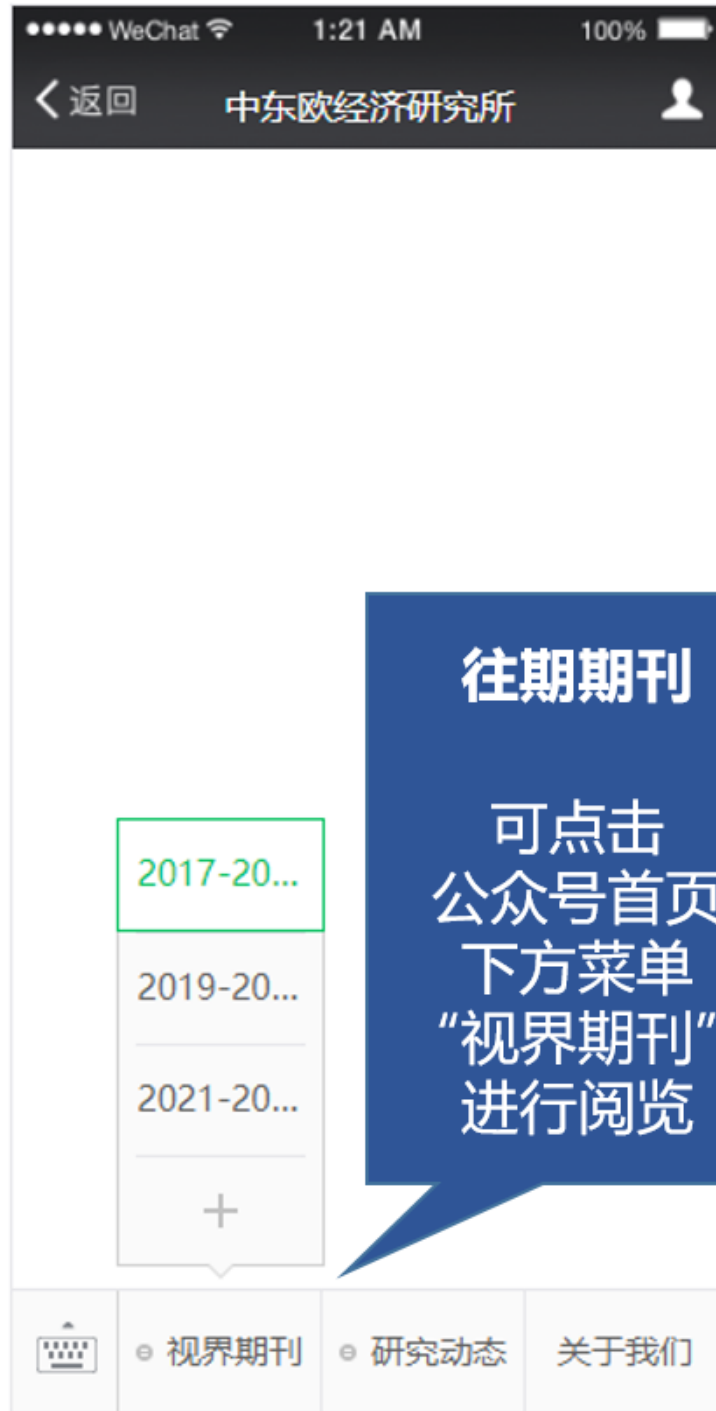 WeChat 1:21 AM 100%
返回 中东欧经济研究所
往期期刊
可点击
公众号首页
下方菜单
“视界期刊”
进行阅览
2017-20...
2019-20...
2021-20...
视界期刊 研究动态 关于我们